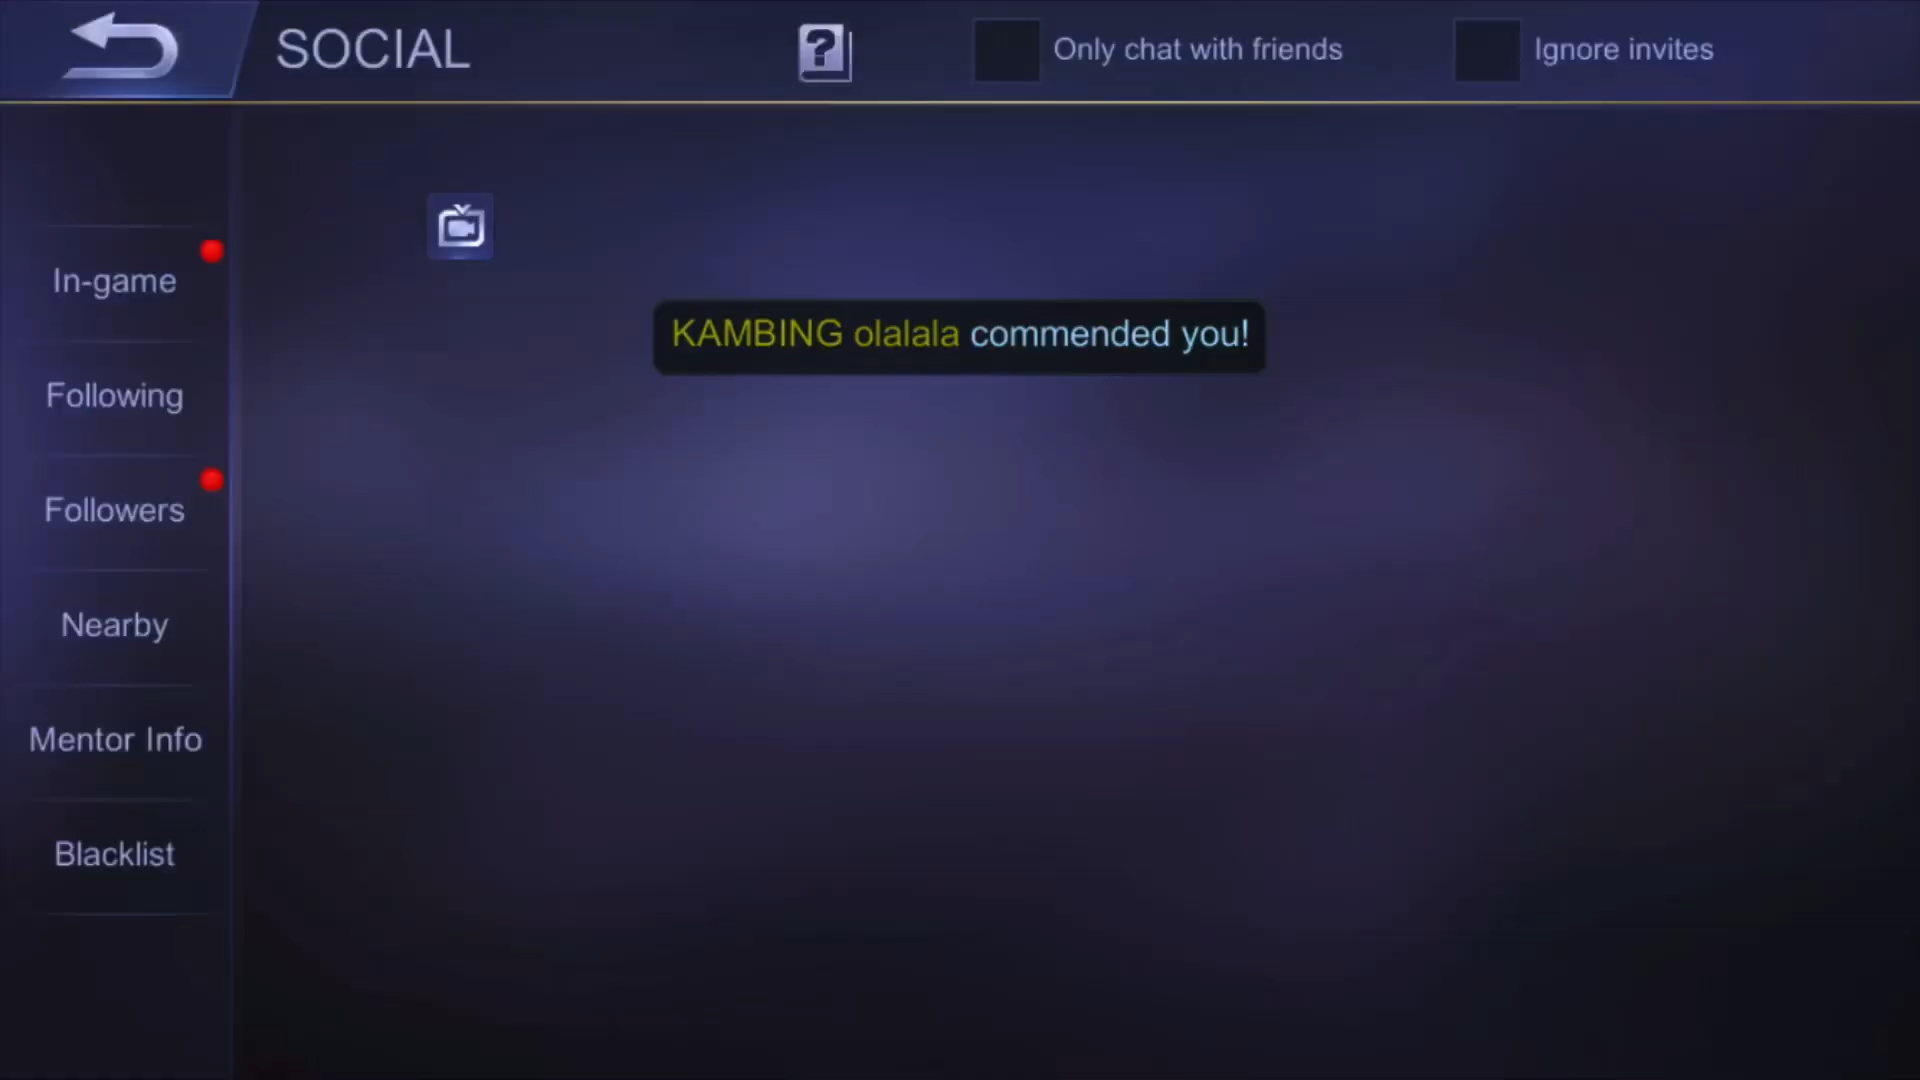 SOCIAL
?
Only chat with friends
Ignore invites
In-game
Following
Followers
Nearby
Mentor Info
Blacklist
KAMBING olalala commended you!